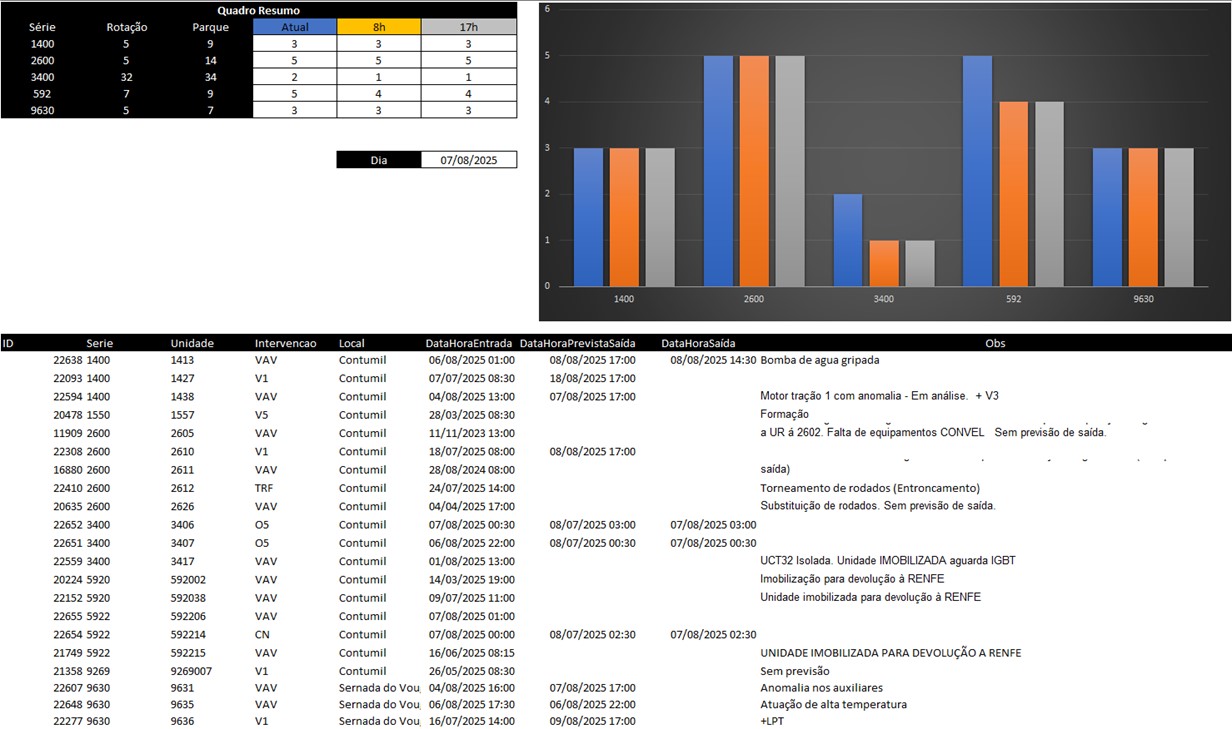 Quadro Resumo
Série Rotação Parque Atual 8h 17h
1400 5 9 3 3 3
2600 5 14 5 5 5
3400 32 34 2 1 1
592 7 9 5 4 4
9630 5 7 3 3 3
Dia 07/08/2025
6
5
4
3
2
1
0
1400 2600 3400 592 9630
ID Serie Unidade Intervencao Local DataHoraEntrada DataHoraPrevistaSaída DataHoraSaída Obs
22638 1400 1413 VAV Contumil 06/08/2025 01:00 08/08/2025 17:00 08/08/2025 14:30 Bomba de agua gripada
22093 1400 1427 V1 Contumil 07/07/2025 08:30 18/08/2025 17:00
22594 1400 1438 VAV Contumil 04/08/2025 13:00 07/08/2025 17:00 Motor tração 1 com anomalia - Em análise. + V3
20478 1550 1557 V5 Contumil 28/03/2025 08:30 Formação
11909 2600 2605 VAV Contumil 11/11/2023 13:00 a UR á 2602. Falta de equipamentos CONVEL Sem previsão de saída.
22308 2600 2610 V1 Contumil 18/07/2025 08:00 08/08/2025 17:00
16880 2600 2611 VAV Contumil 28/08/2024 08:00 saída)
22410 2600 2612 TRF Contumil 24/07/2025 14:00 Torneamento de rodados (Entroncamento)
20635 2600 2626 VAV Contumil 04/04/2025 17:00 Substituição de rodados. Sem previsão de saída.
22652 3400 3406 O5 Contumil 07/08/2025 00:30 08/07/2025 03:00 07/08/2025 03:00
22651 3400 3407 O5 Contumil 06/08/2025 22:00 08/07/2025 00:30 07/08/2025 00:30
22559 3400 3417 VAV Contumil 01/08/2025 13:00 UCT32 Isolada. Unidade IMOBILIZADA aguarda IGBT
20224 5920 592002 VAV Contumil 14/03/2025 19:00 Imobilização para devolução à RENFE
22152 5920 592038 VAV Contumil 09/07/2025 11:00 Unidade imobilizada para devolução à RENFE
22655 5922 592206 VAV Contumil 07/08/2025 01:00
22654 5922 592214 CN Contumil 07/08/2025 00:00 08/07/2025 02:30 07/08/2025 02:30
21749 5922 592215 VAV Contumil 16/06/2025 08:15 UNIDADE IMOBILIZADA PARA DEVOLUÇÃO A RENFE
21358 9269 9269007 V1 Contumil 26/05/2025 08:30 Sem previsão
22607 9630 9631 VAV Sernada do Vou 04/08/2025 16:00 07/08/2025 17:00 Anomalia nos auxiliares
22648 9630 9635 VAV Sernada do Vou 06/08/2025 17:30 06/08/2025 22:00 Atuação de alta temperatura
22277 9630 9636 V1 Sernada do Vou 16/07/2025 14:00 09/08/2025 17:00 +LPT